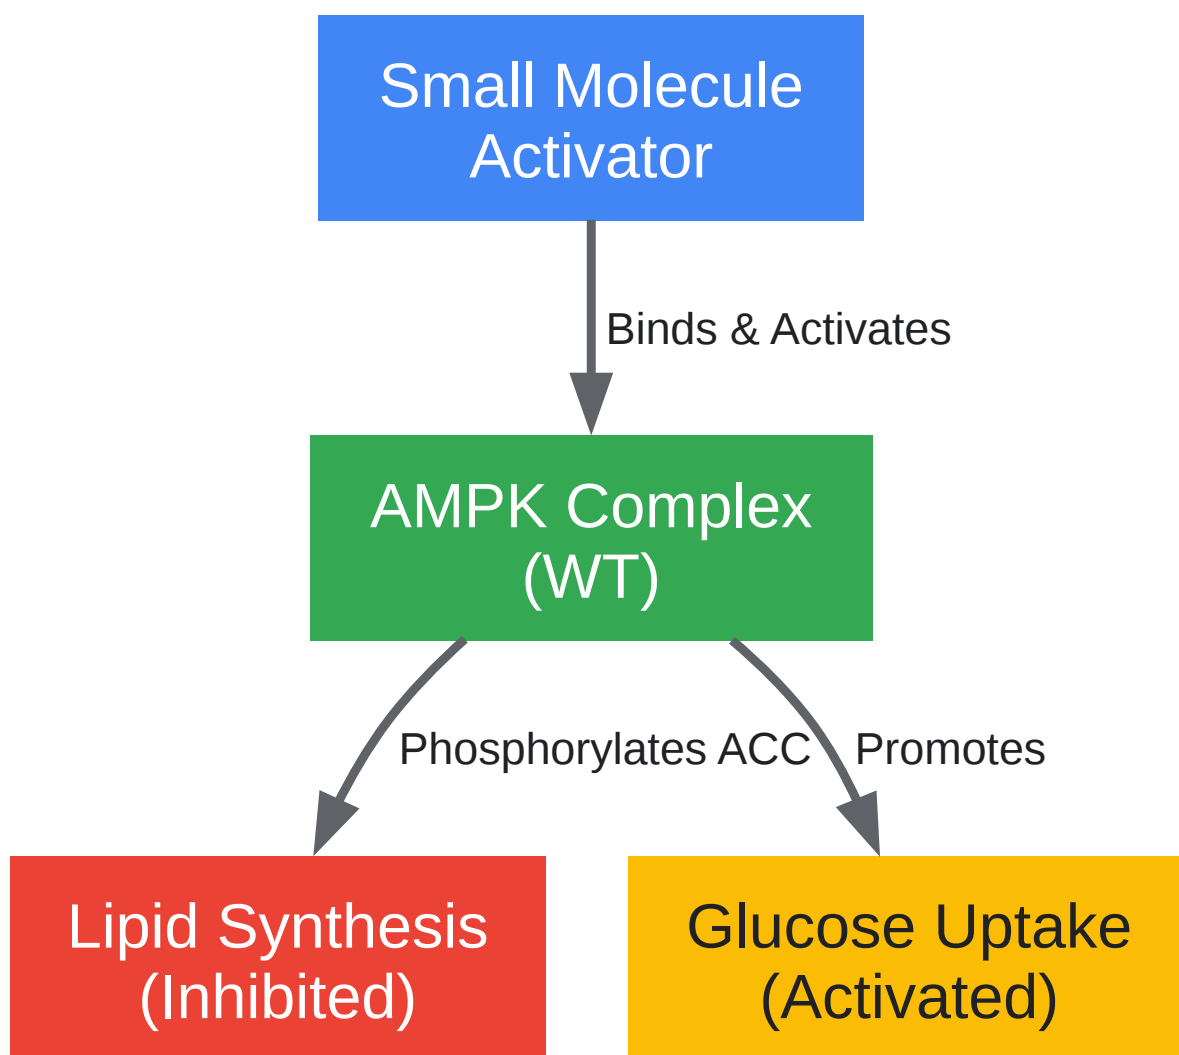 Small Molecule
Activator
Binds & Activates
AMPK Complex
(WT)
Phosphorylates ACC
Promotes
Lipid Synthesis
(Inhibited)
Glucose Uptake
(Activated)